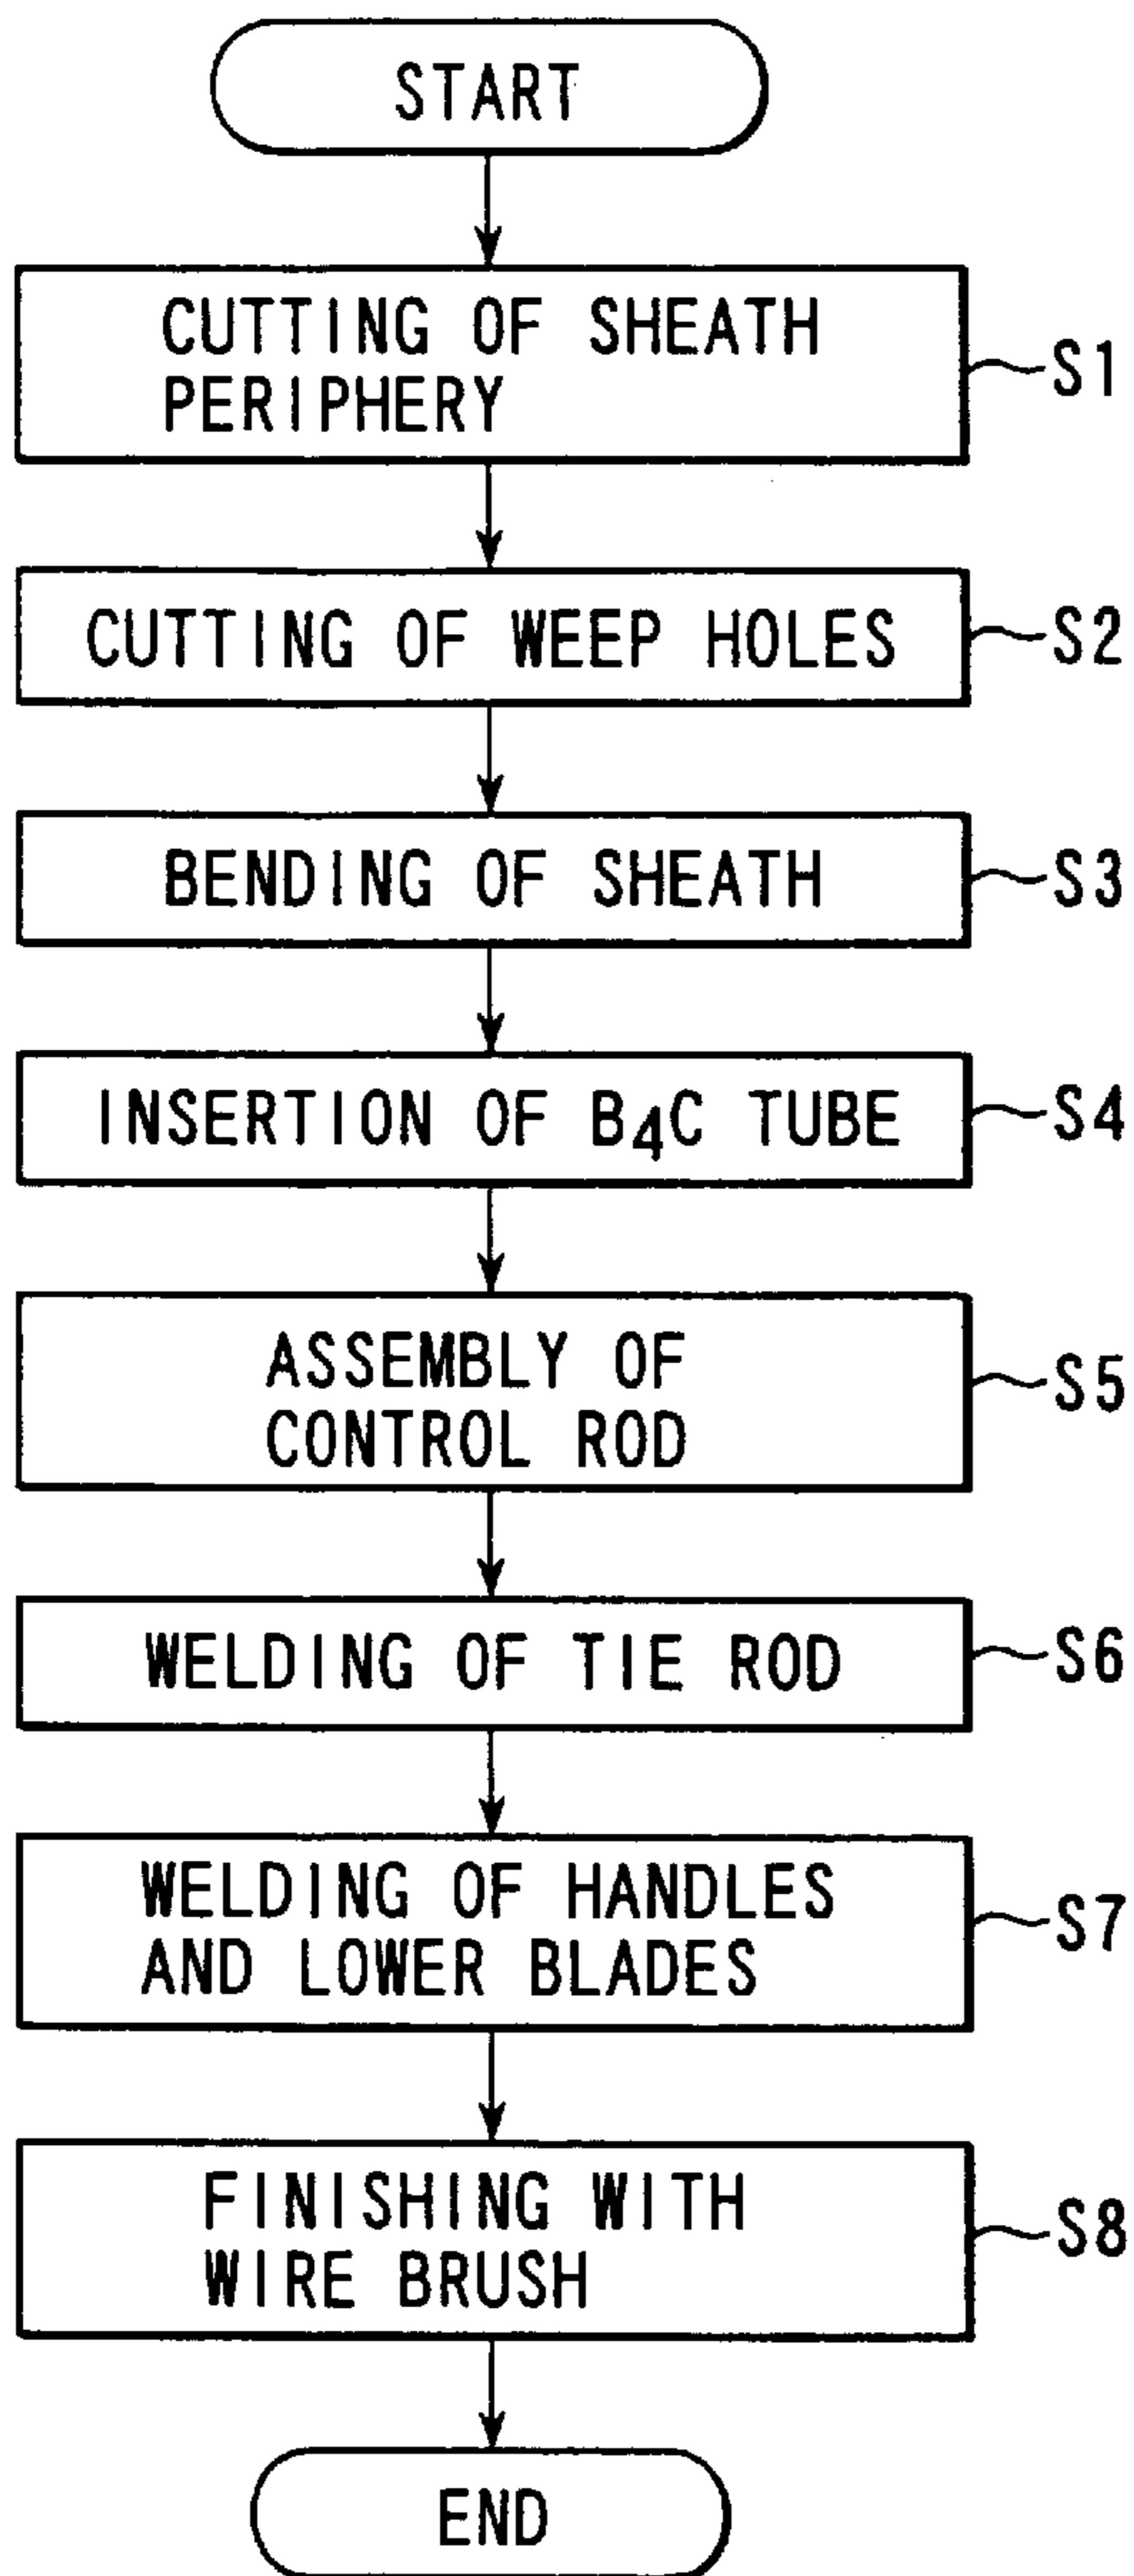 START
CUTTING OF SHEATH
PERIPHERY
S1
CUTTING OF WEEP HOLES
S2
BENDING OF SHEATH
S3
INSERTION OF B4C TUBE
S4
ASSEMBLY OF
CONTROL ROD
S5
WELDING OF TIE ROD
S6
WELDING OF HANDLES
AND LOWER BLADES
S7
FINISHING WITH
WIRE BRUSH
S8
END